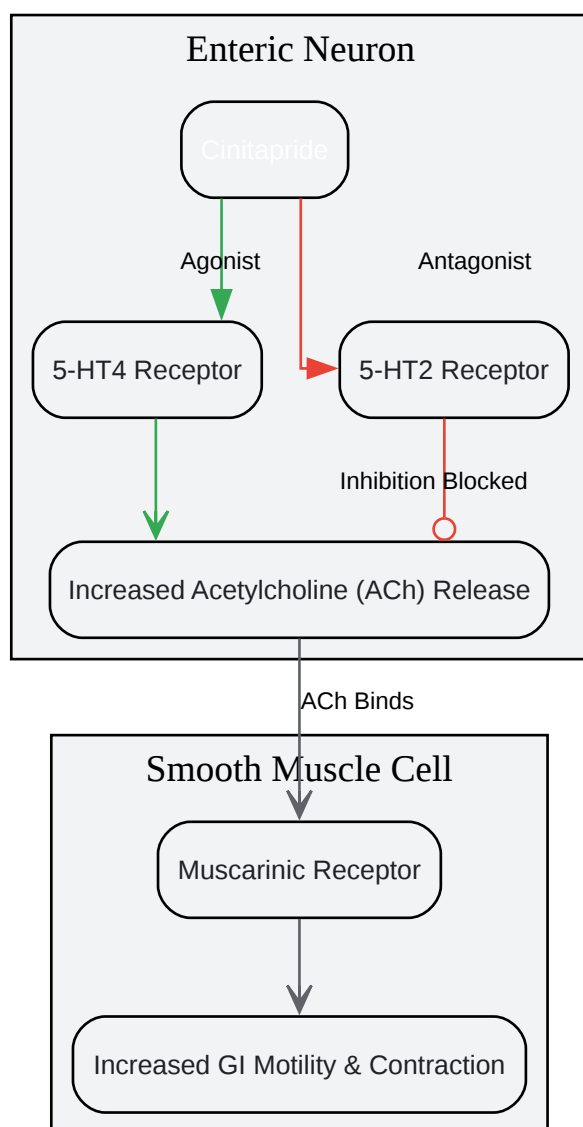 Enteric Neuron
Cinitapride
Agonist
Antagonist
5-HT4 Receptor
5-HT2 Receptor
Inhibition Blocked
Increased Acetylcholine (ACh) Release
ACh Binds
Smooth Muscle Cell
Muscarinic Receptor
Increased GI Motility & Contraction